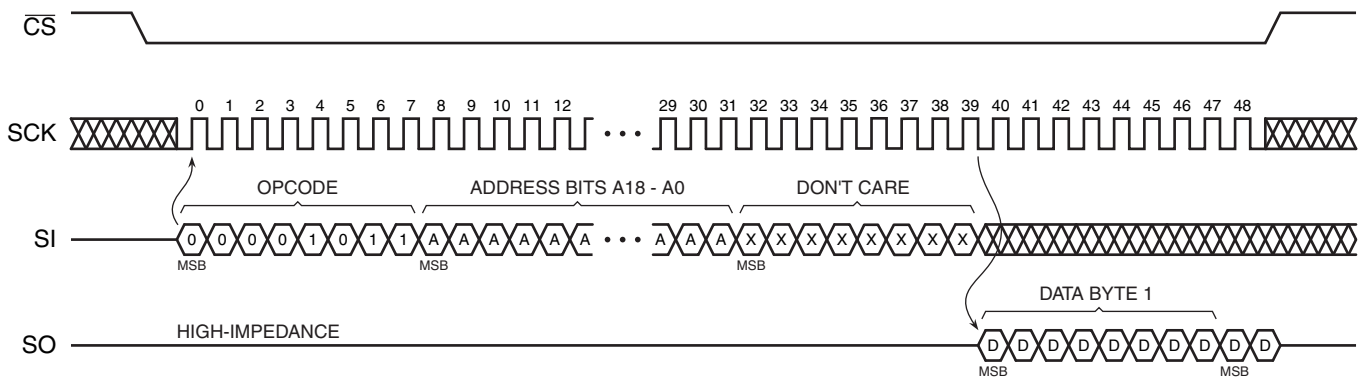 CS
0 1 2 3 4 5 6 7 8 9 10 11 12 29 30 31 32 33 34 35 36 37 38 39 40 41 42 43 44 45 46 47 48
SCK
OPCODE ADDRESS BITS A18 - A0 DON'T CARE
SI 0 0 0 0 1 0 1 1 A A A A A A A A A X X X X X X X X
MSB MSB MSB
DATA BYTE 1
HIGH-IMPEDANCE
SO D D D D D D D D D D
MSB MSB